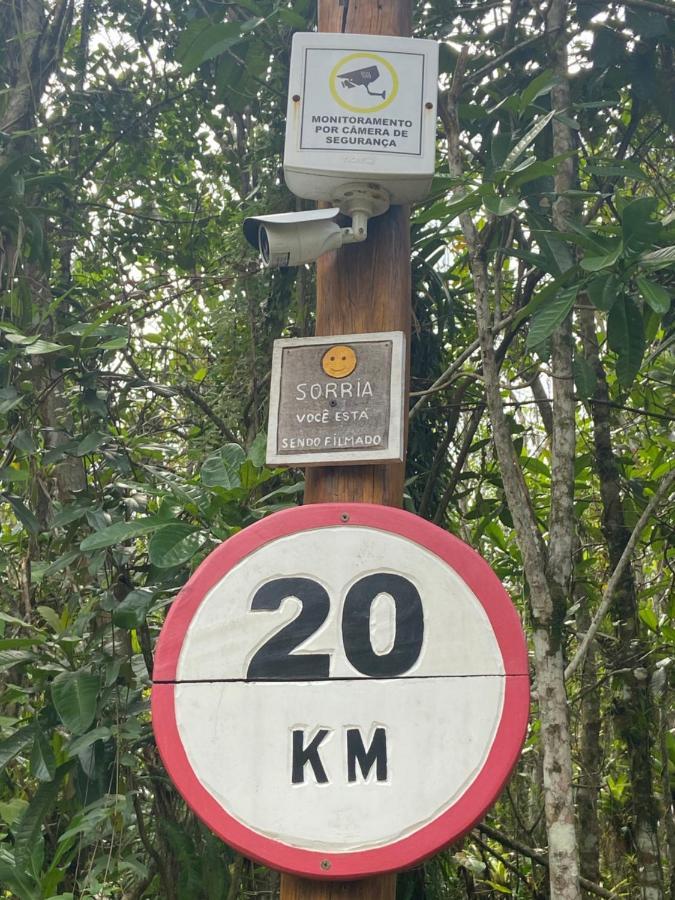 MONITORAMENTO
POR CÂMERA DE
SEGURANÇA
SORRIA
VOCÊ ESTÁ
SENDO FILMADO
20
KM